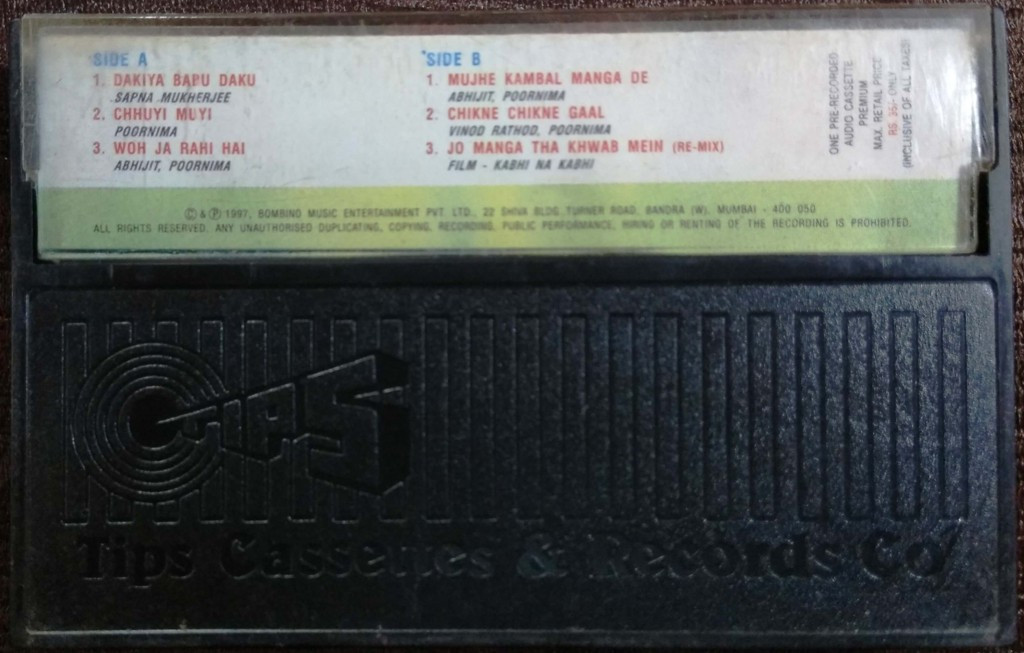 SIDE A
1. DAKIYA BAPU DAKU
SAPNA MUKHERJEE
2. CHHUYI MUYI
POORNIMA
3. WOH JA RAHI HAI
ABHIJIT, POORNIMA
SIDE B
1. MUJHE KAMBAL MANGA DE
ABHIJIT, POORNIMA
2. CHIKNE CHIKNE GAAL
VINOD RATHOD, POORNIMA
3. JO MANGA THA KHWAB MEIN (RE-MIX)
FILM - KABHI NA KABHI
ONE PRE-RECORDED
AUDIO CASSETTE
PREMIUM
MAX. RETAIL PRICE
RS. ONLY
(INCLUSIVE OF ALL TAXES)
© & ℗ 1997, BOMBINO MUSIC ENTERTAINMENT PVT. LTD., 22 SHIVA BLDG. TURNER ROAD, BANDRA (W), MUMBAI - 400 050
ALL RIGHTS RESERVED. ANY UNAUTHORISED DUPLICATING, COPYING, RECORDING, PUBLIC PERFORMANCE, HIRING OR RENTING OF THE RECORDING IS PROHIBITED.
TIPS
Tips Cassettes & Records Co